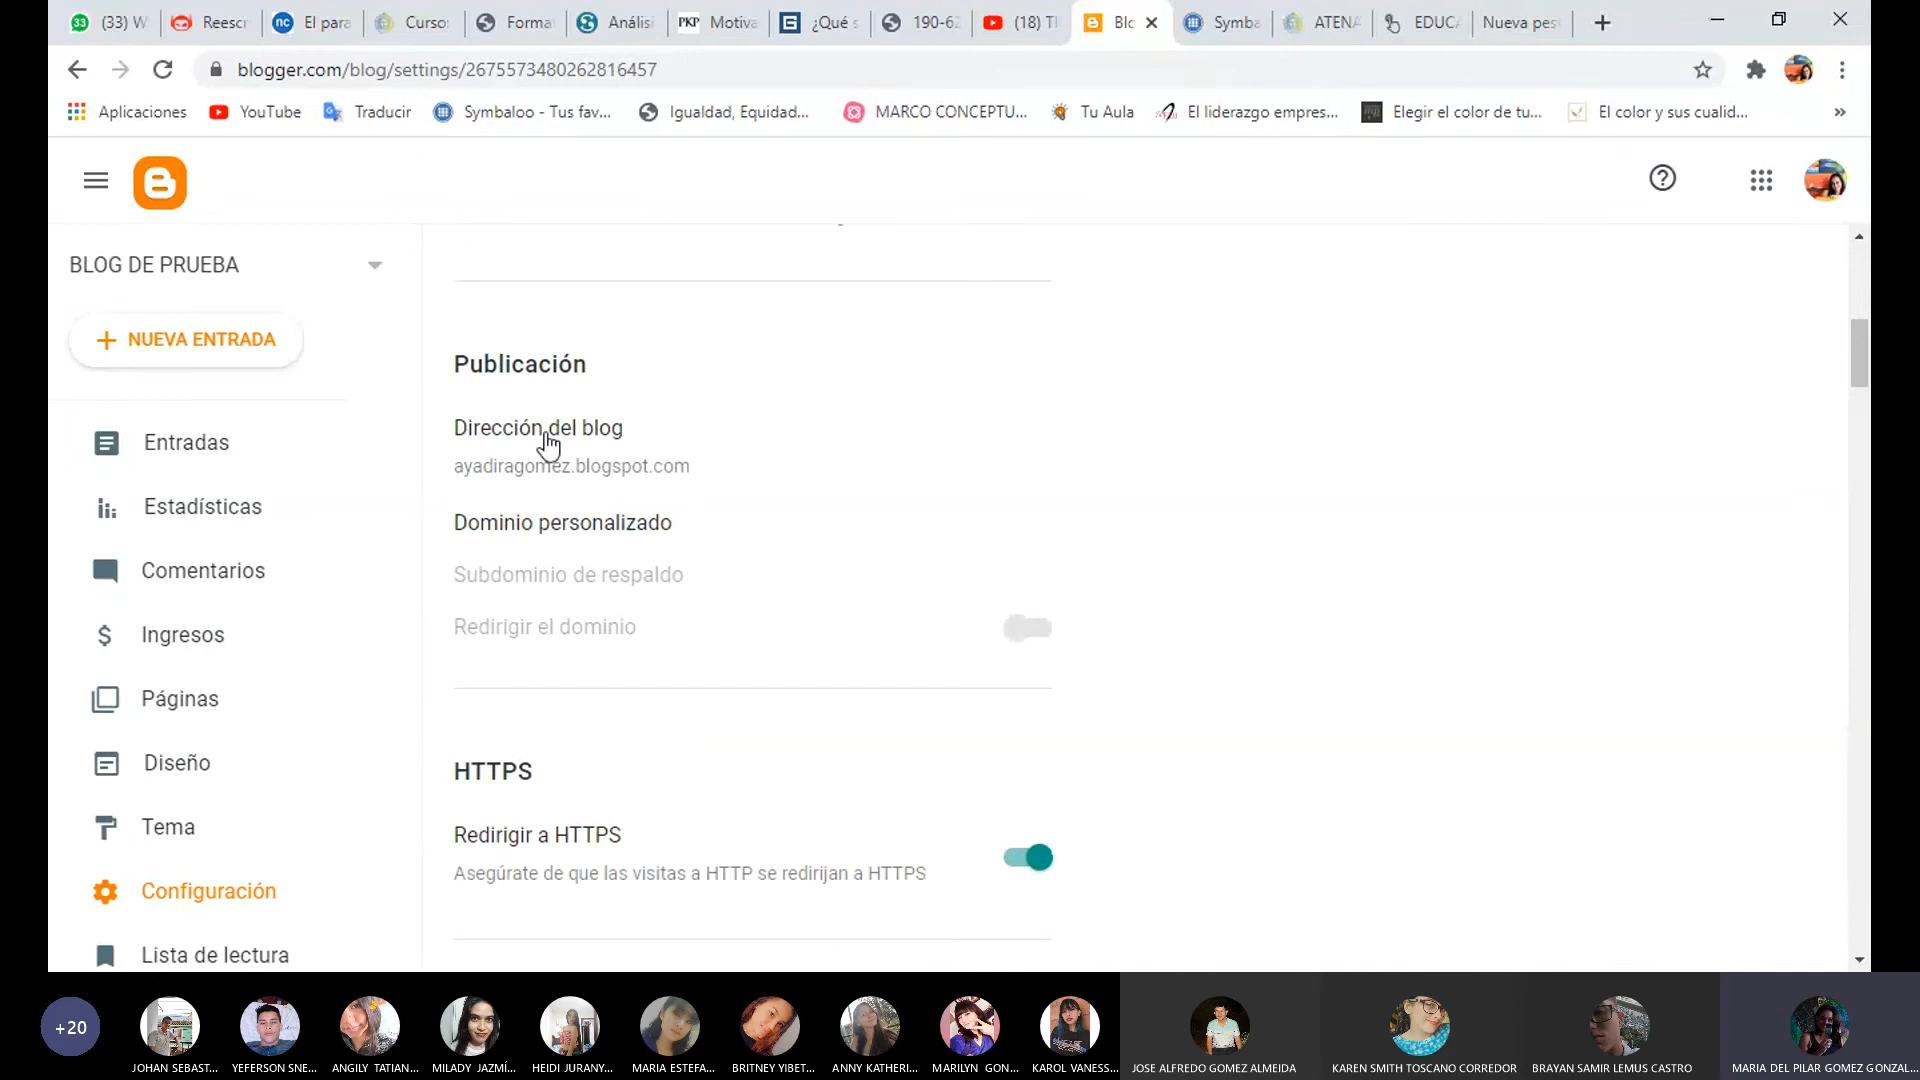 (33) W
Reescr
nc El para
Curso:
Forma
Análisi
PKP Motiva
G ¿Qué s
190-62
(18) TI
Blo
Symba
ATENA
EDUCA
Nueva pes
blogger.com/blog/settings/2675573480262816457
Aplicaciones
YouTube
Traducir
Symbaloo - Tus fav...
Igualdad, Equidad...
MARCO CONCEPTU...
Tu Aula
El liderazgo empres...
Elegir el color de tu...
El color y sus cualid...
BLOG DE PRUEBA
+ NUEVA ENTRADA
Entradas
Estadísticas
Comentarios
Ingresos
Páginas
Diseño
Tema
Configuración
Lista de lectura
Publicación
Dirección del blog
ayadiragomez.blogspot.com
Dominio personalizado
Subdominio de respaldo
Redirigir el dominio
HTTPS
Redirigir a HTTPS
Asegúrate de que las visitas a HTTP se redirijan a HTTPS
+20
JOHAN SEBAST...
YEFERSON SNE...
ANGILY TATIAN...
MILADY JAZMÍ...
HEIDI JURANY...
MARIA ESTEFA...
BRITNEY YIBET...
ANNY KATHERI...
MARILYN GON...
KAROL VANESS...
JOSE ALFREDO GOMEZ ALMEIDA
KAREN SMITH TOSCANO CORREDOR
BRAYAN SAMIR LEMUS CASTRO
MARIA DEL PILAR GOMEZ GONZAL...